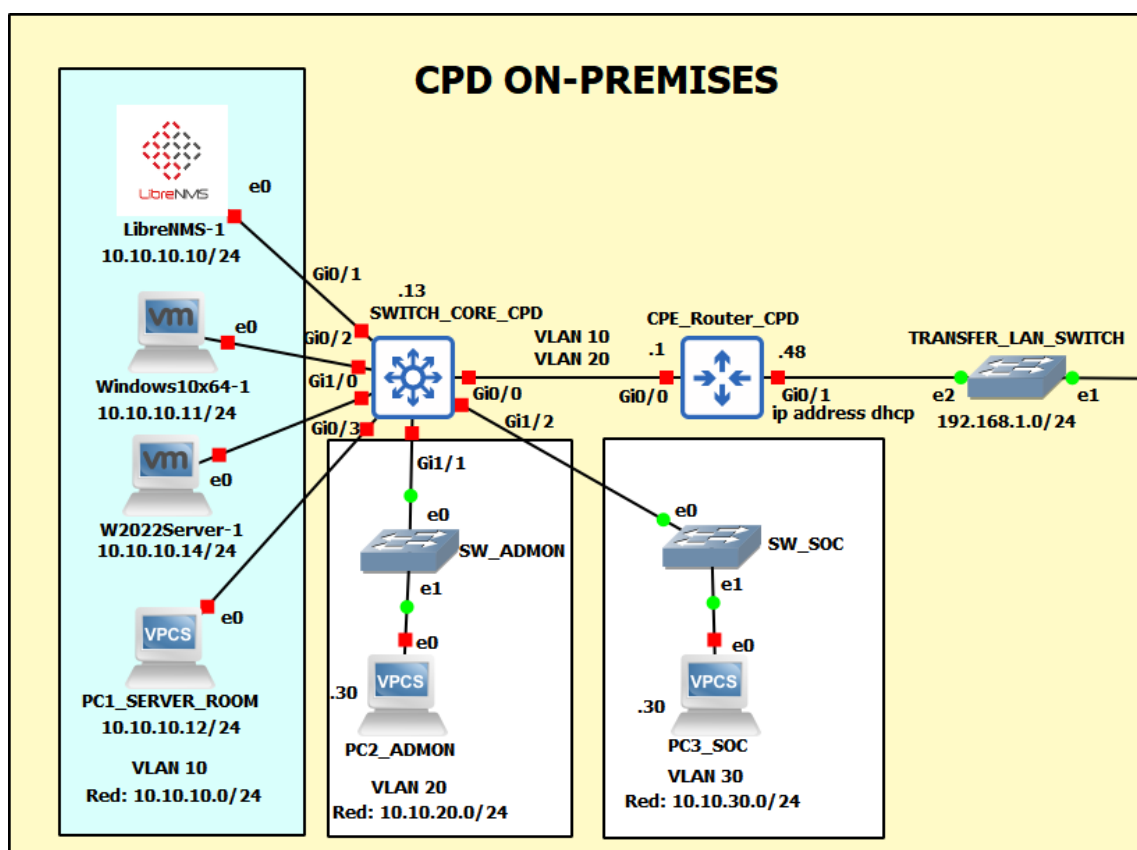 CPD ON-PREMISES
LibreNMS
e0
LibreNMS-1
10.10.10.10/24
Gi0/1
vm
e0
Gi0/2
Windows10x64-1
10.10.10.11/24
Gi1/0
vm
e0
Gi0/3
W2022Server-1
10.10.10.14/24
VPCS
e0
PC1_SERVER_ROOM
10.10.10.12/24
VLAN 10
Red: 10.10.10.0/24
.13
SWITCH_CORE_CPD
Gi0/0
Gi1/2
Gi1/1
VLAN 10
VLAN 20
CPE_Router_CPD
.1
.48
Gi0/0
Gi0/1
ip address dhcp
TRANSFER_LAN_SWITCH
e2
e1
192.168.1.0/24
e0
SW_ADMON
e1
e0
VPCS
.30
PC2_ADMON
VLAN 20
Red: 10.10.20.0/24
e0
SW_SOC
e1
e0
VPCS
.30
PC3_SOC
VLAN 30
Red: 10.10.30.0/24